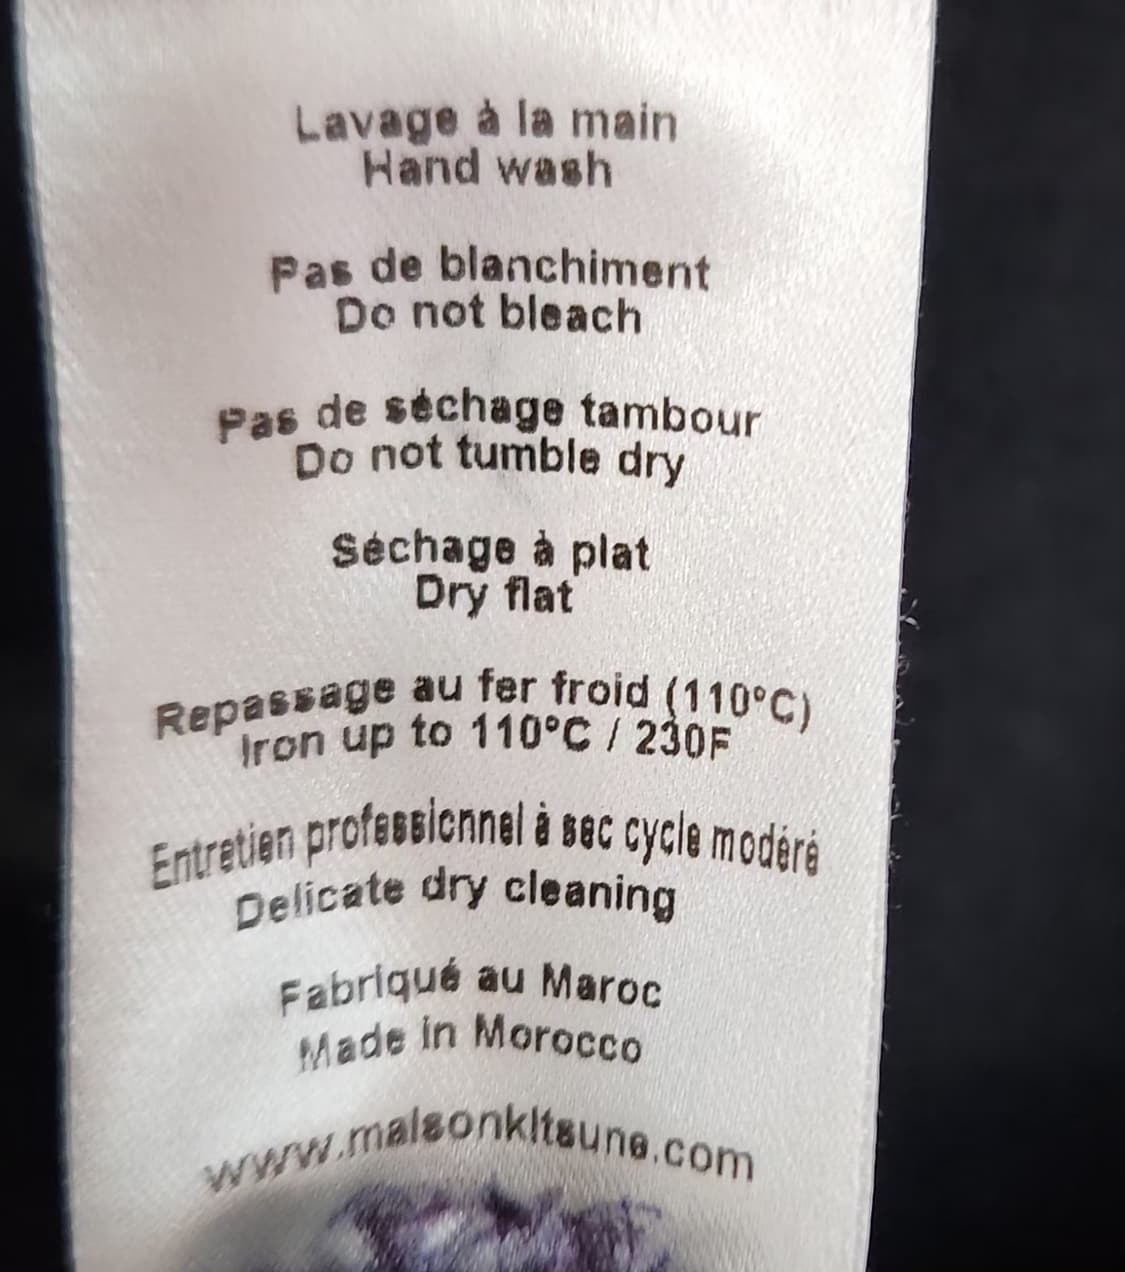 Lavage à la main
Hand wash
Pas de blanchiment
Do not bleach
Pas de séchage tambour
Do not tumble dry
Séchage à plat
Dry flat
Repassage au fer froid (110°C)
Iron up to 110°C / 230F
Entretien professionnel à sec cycle modéré
Delicate dry cleaning
Fabriqué au Maroc
Made in Morocco
www.maisonkitsune.com